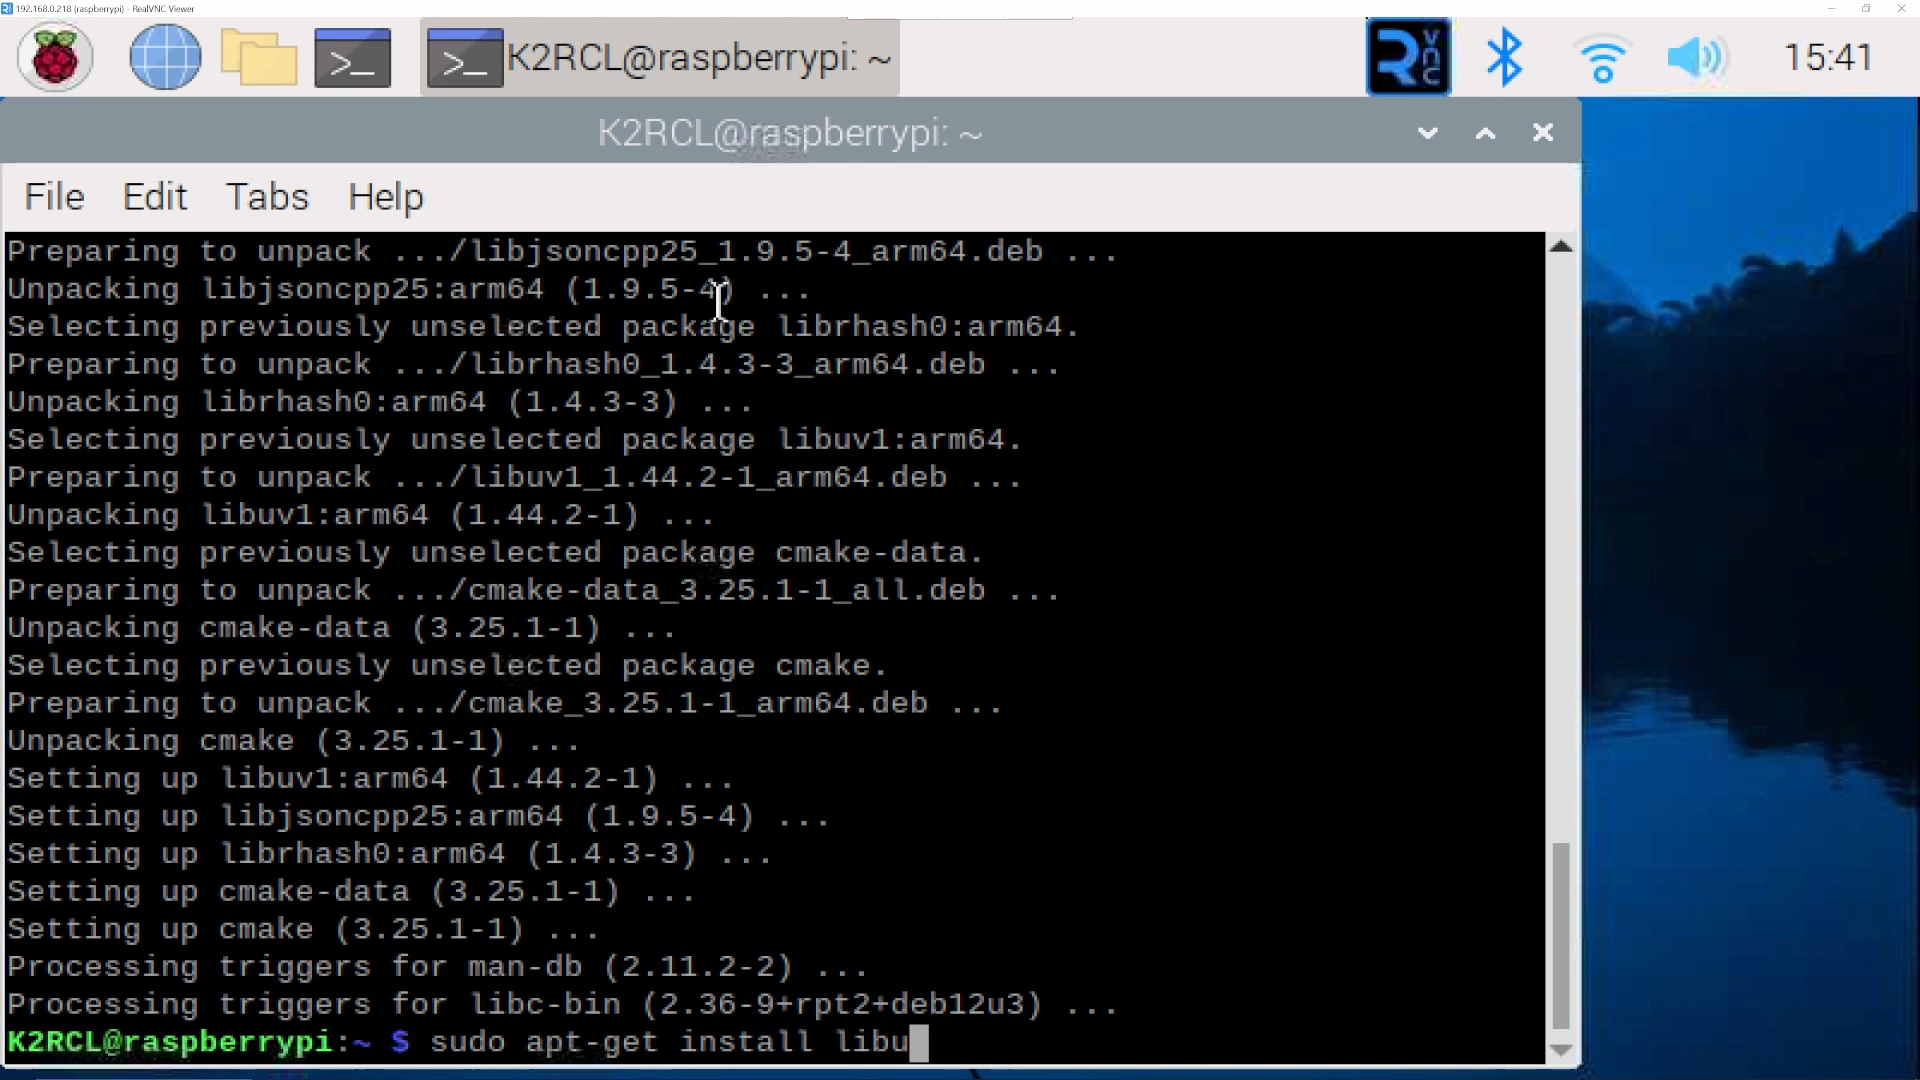 192.168.0.218 (raspberrypi) - RealVNC Viewer
K2RCL@raspberrypi: ~
VNC
15:41
K2RCL@raspberrypi: ~
File Edit Tabs Help
Preparing to unpack .../libjsoncpp25_1.9.5-4_arm64.deb ...
Unpacking libjsoncpp25:arm64 (1.9.5-4) ...
Selecting previously unselected package librhash0:arm64.
Preparing to unpack .../librhash0_1.4.3-3_arm64.deb ...
Unpacking librhash0:arm64 (1.4.3-3) ...
Selecting previously unselected package libuv1:arm64.
Preparing to unpack .../libuv1_1.44.2-1_arm64.deb ...
Unpacking libuv1:arm64 (1.44.2-1) ...
Selecting previously unselected package cmake-data.
Preparing to unpack .../cmake-data_3.25.1-1_all.deb ...
Unpacking cmake-data (3.25.1-1) ...
Selecting previously unselected package cmake.
Preparing to unpack .../cmake_3.25.1-1_arm64.deb ...
Unpacking cmake (3.25.1-1) ...
Setting up libuv1:arm64 (1.44.2-1) ...
Setting up libjsoncpp25:arm64 (1.9.5-4) ...
Setting up librhash0:arm64 (1.4.3-3) ...
Setting up cmake-data (3.25.1-1) ...
Setting up cmake (3.25.1-1) ...
Processing triggers for man-db (2.11.2-2) ...
Processing triggers for libc-bin (2.36-9+rpt2+deb12u3) ...
K2RCL@raspberrypi:~ $ sudo apt-get install libu